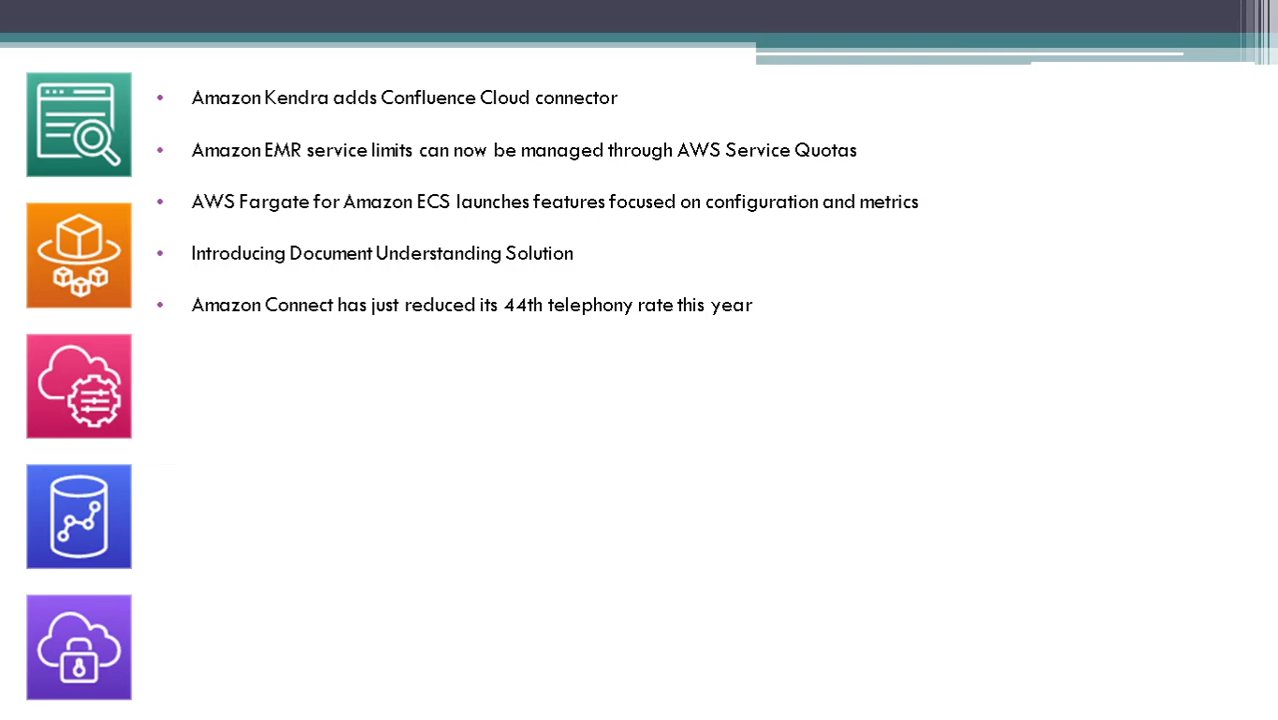 • Amazon Kendra adds Confluence Cloud connector
• Amazon EMR service limits can now be managed through AWS Service Quotas
• AWS Fargate for Amazon ECS launches features focused on configuration and metrics
• Introducing Document Understanding Solution
• Amazon Connect has just reduced its 44th telephony rate this year